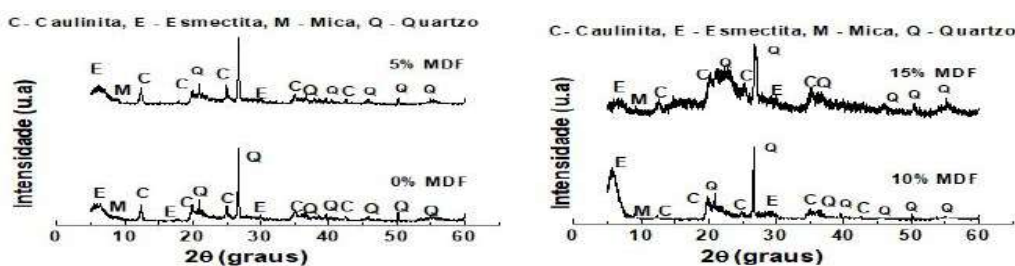 C- Caulinita, E - Esmectita, M - Mica, Q - Quartzo
5% MDF
E M C C Q C E C Q Q C Q Q Q
Intensidade (u.a)
0% MDF
E M C C C Q C Q E C Q Q C Q Q Q
0 10 20 30 40 50 60
2θ (graus)
C - Caulinita, E - Esmectita, M - Mica, Q - Quartzo
15% MDF
E M C C Q C Q E C Q Q Q Q
Intensidade (u.a)
10% MDF
E M C C Q C Q E C Q Q C Q Q Q
0 10 20 30 40 50 60
2θ (graus)